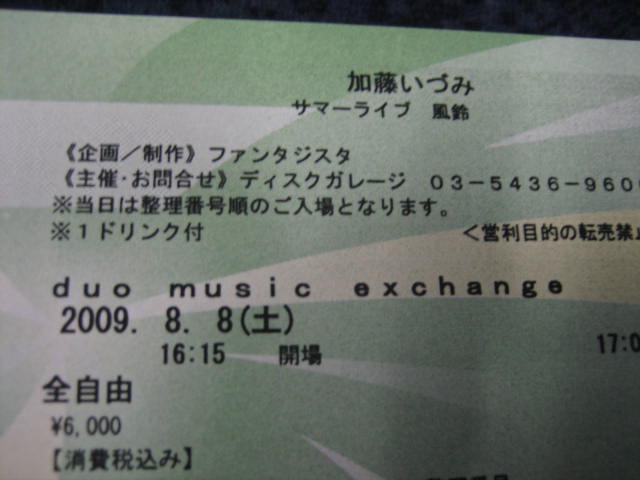 加藤いづみ
サマーライブ 風鈴
《企画／制作》ファンタジスタ
《主催・お問合せ》ディスクガレージ 03-5436-960
※当日は整理番号順のご入場となります。
※1ドリンク付 <営利目的の転売禁
duo music exchange
2009. 8. 8(土)
16:15 開場 17:0
全自由
¥6,000
【消費税込み】